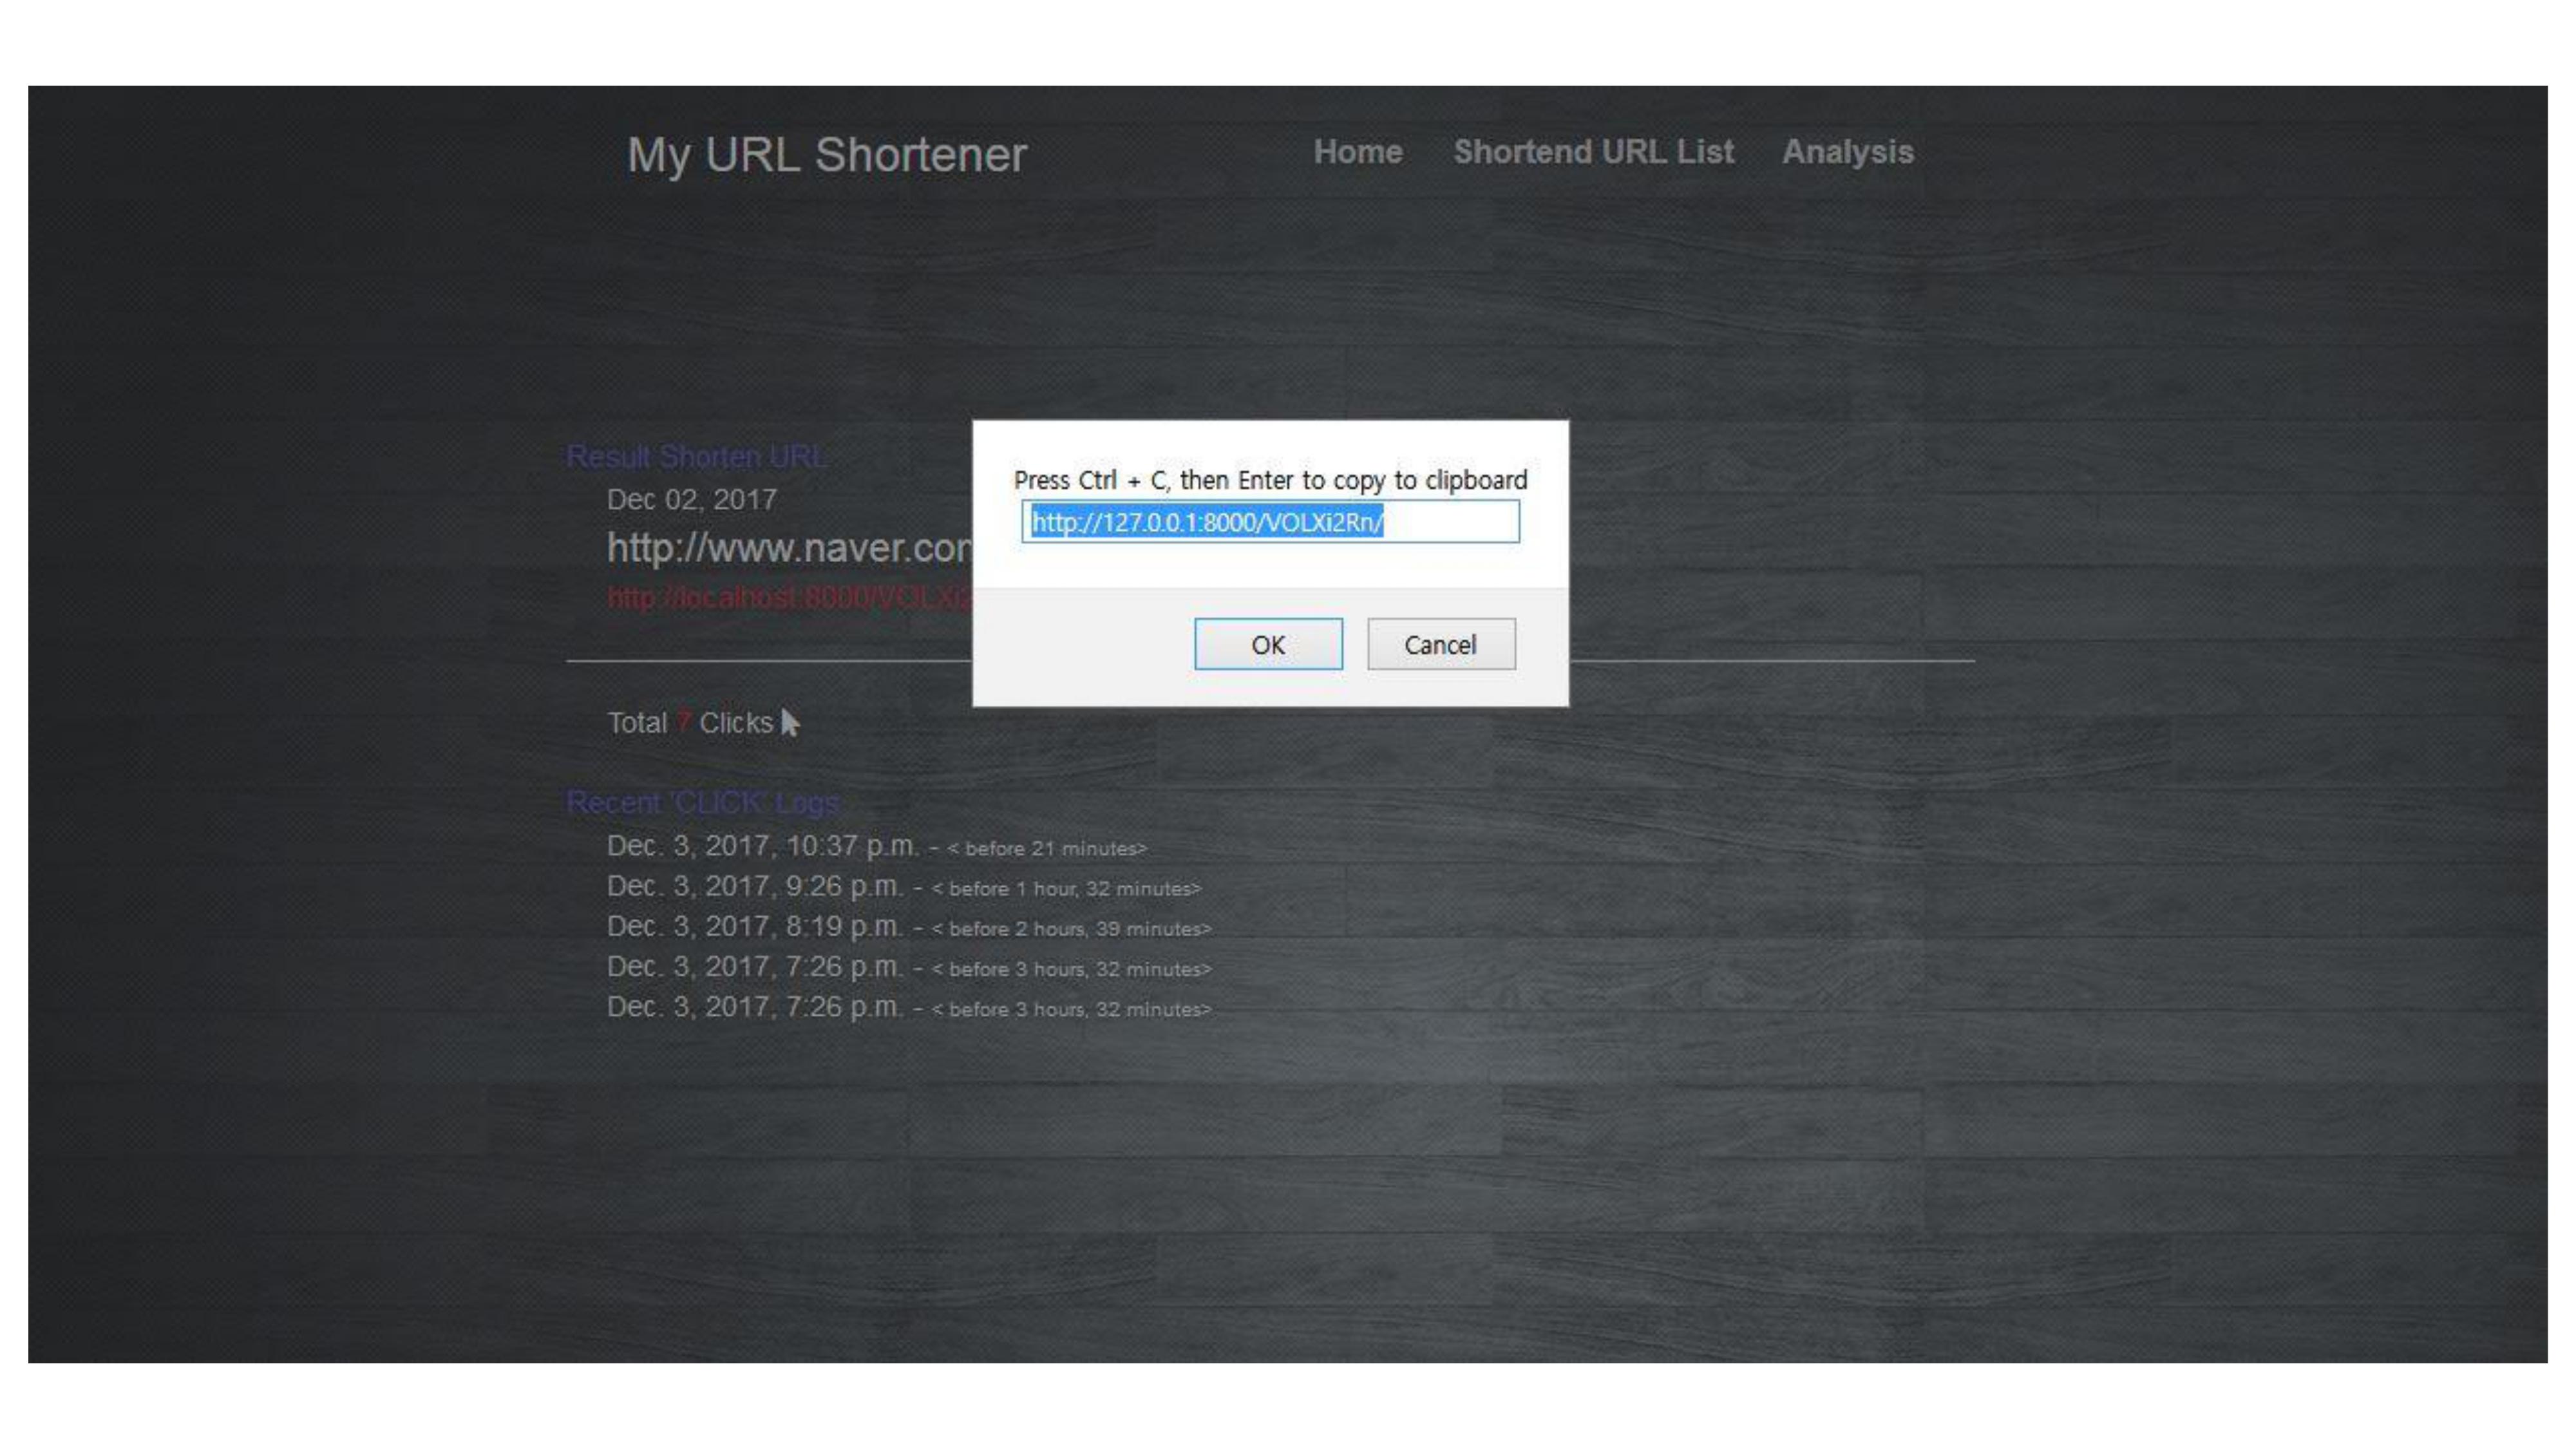 My URL Shortener
Home Shortend URL List Analysis
Result Shorten URL
Dec 02, 2017
http://www.naver.com
http://localhost:8000/VOLXi2
Press Ctrl + C, then Enter to copy to clipboard
http://127.0.0.1:8000/VOLXi2Rn/
OK Cancel
Total 7 Clicks
Recent 'CLICK' Logs
Dec. 3, 2017, 10:37 p.m. - < before 21 minutes>
Dec. 3, 2017, 9:26 p.m. - < before 1 hour, 32 minutes>
Dec. 3, 2017, 8:19 p.m. - < before 2 hours, 39 minutes>
Dec. 3, 2017, 7:26 p.m. - < before 3 hours, 32 minutes>
Dec. 3, 2017, 7:26 p.m. - < before 3 hours, 32 minutes>